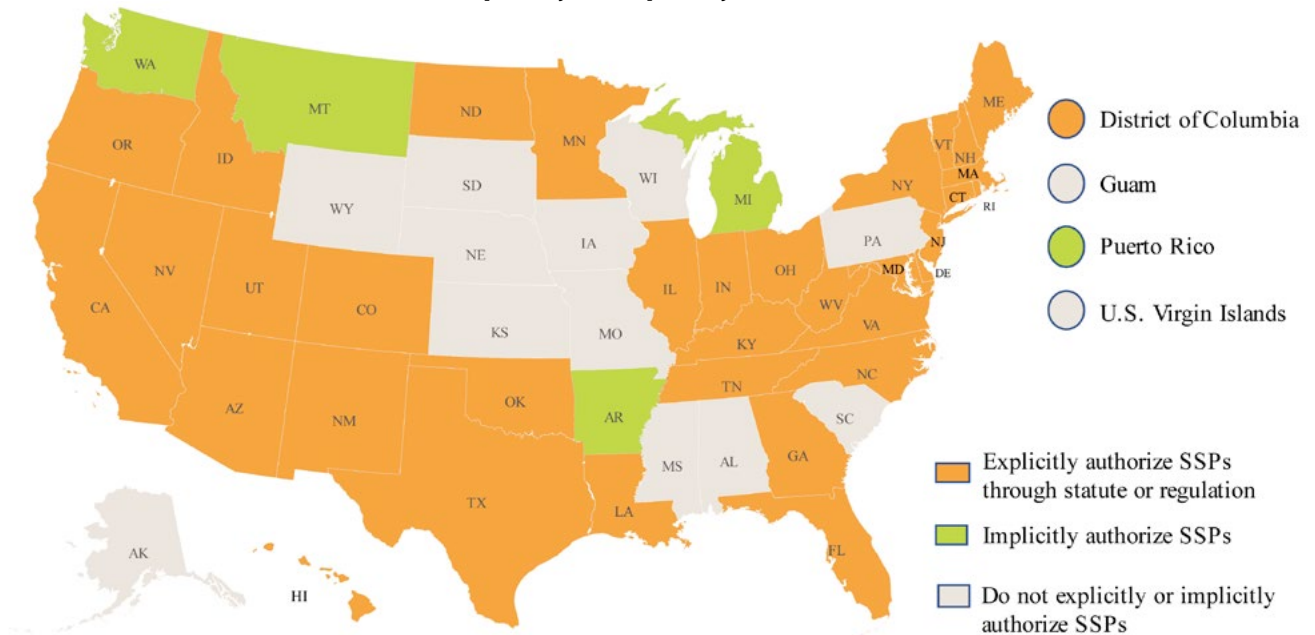 WA
MT
ND
MN
ME
OR
ID
SD
WI
MI
VT
NH
NY
MA
CT
RI
WY
IA
PA
NJ
NE
NV
UT
CO
IL
IN
OH
MD
DE
WV
VA
CA
KS
MO
KY
NC
TN
AZ
NM
OK
AR
SC
MS
AL
GA
TX
LA
AK
HI
FL
District of Columbia
Guam
Puerto Rico
U.S. Virgin Islands
Explicitly authorize SSPs
through statute or regulation
Implicitly authorize SSPs
Do not explicitly or implicitly
authorize SSPs